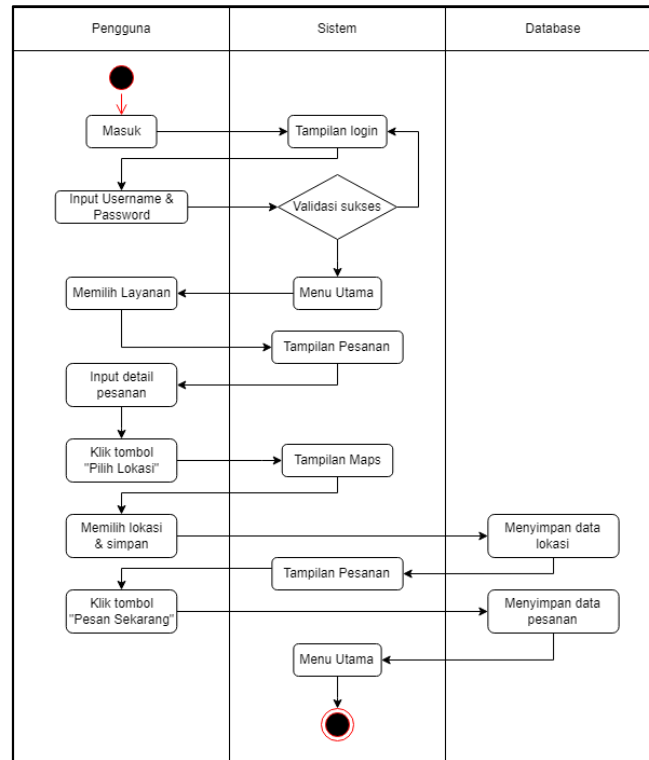 Pengguna
Sistem
Database
Masuk
Tampilan login
Input Username &
Password
Validasi sukses
Memilih Layanan
Menu Utama
Tampilan Pesanan
Input detail
pesanan
Klik tombol
"Pilih Lokasi"
Tampilan Maps
Memilih lokasi
& simpan
Menyimpan data
lokasi
Tampilan Pesanan
Klik tombol
"Pesan Sekarang"
Menyimpan data
pesanan
Menu Utama